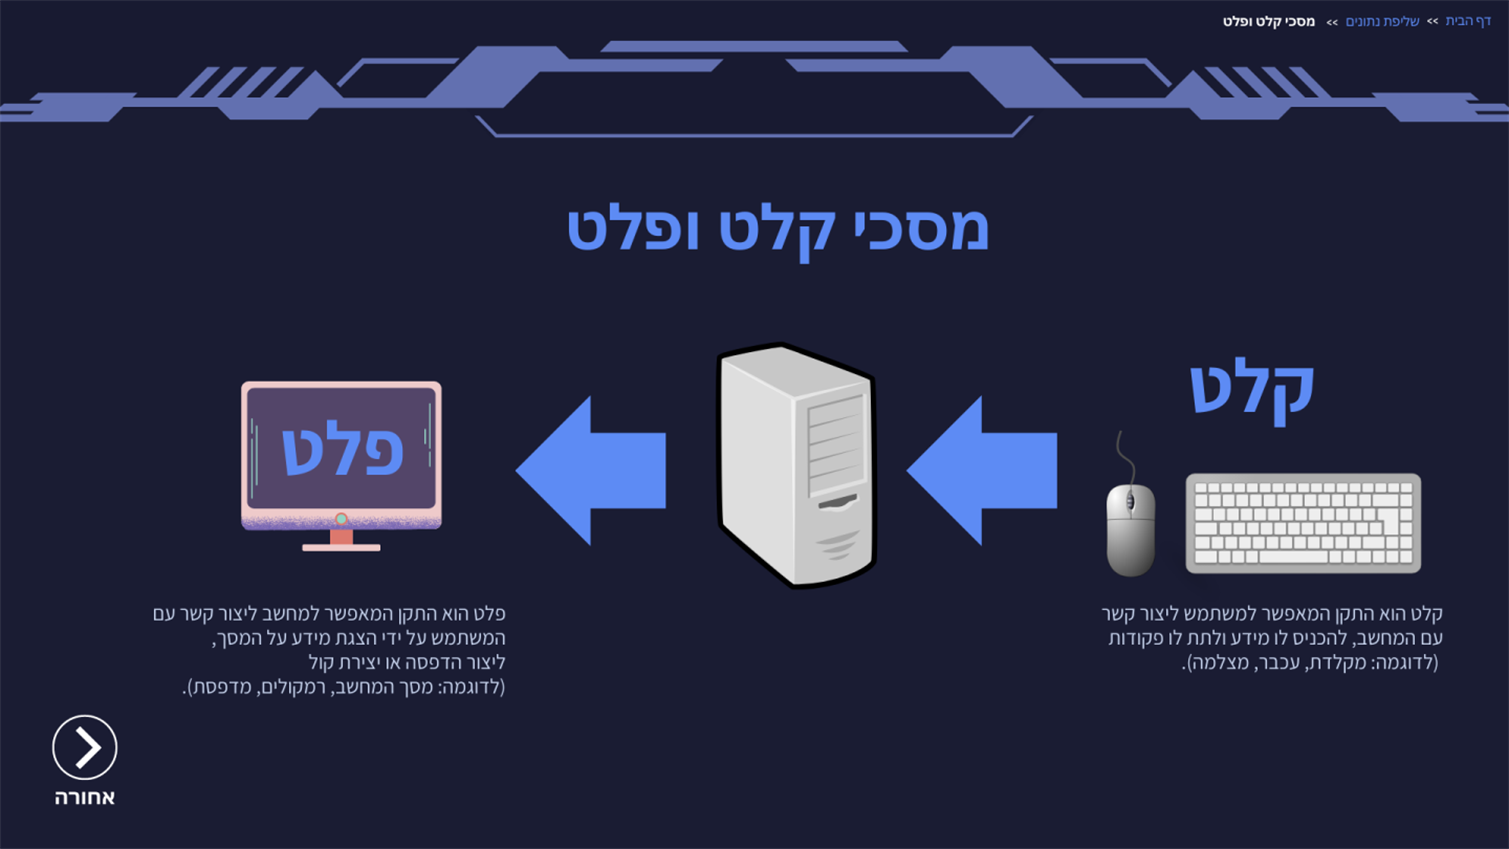 דף הבית >> שליפת נתונים >> מסכי קלט ופלט
מסכי קלט ופלט
קלט
קלט הוא התקן המאפשר למשתמש ליצור קשר
עם המחשב, להכניס לו מידע ולתת לו פקודות
(לדוגמה: מקלדת, עכבר, מצלמה).
פלט
פלט הוא התקן המאפשר למחשב ליצור קשר עם
המשתמש על ידי הצגת מידע על המסך,
ליצור הדפסה או יצירת קול
(לדוגמה: מסך המחשב, רמקולים, מדפסת).
אחורה